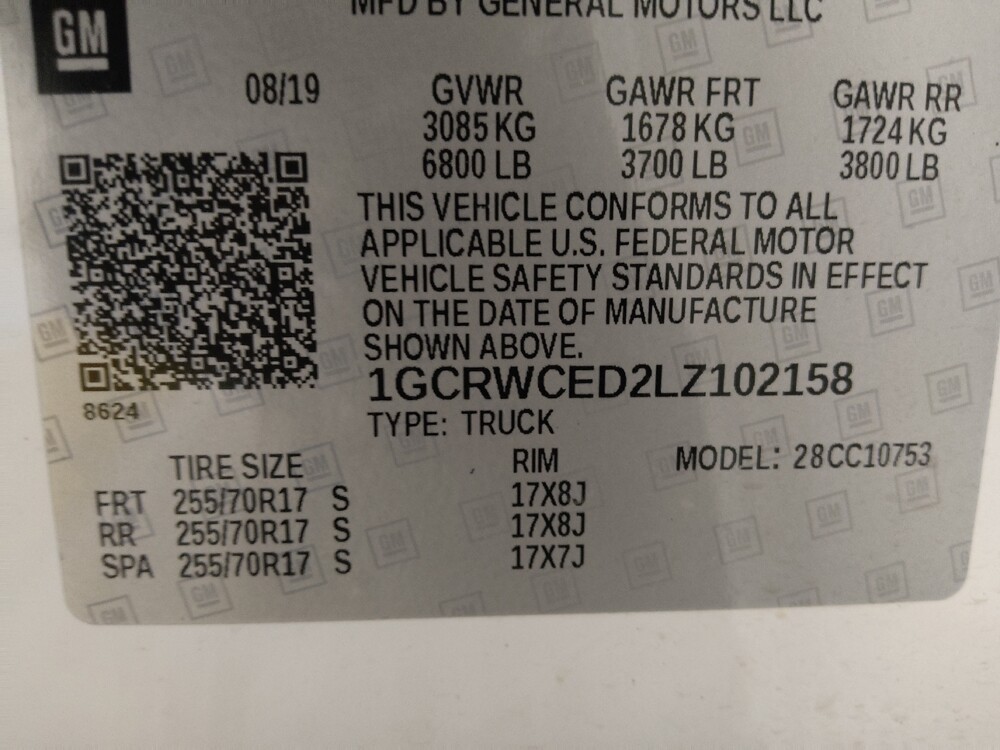 MFD BY GENERAL MOTORS LLC
GM
08/19 GVWR GAWR FRT GAWR RR
3085 KG 1678 KG 1724 KG
6800 LB 3700 LB 3800 LB
THIS VEHICLE CONFORMS TO ALL
APPLICABLE U.S. FEDERAL MOTOR
VEHICLE SAFETY STANDARDS IN EFFECT
ON THE DATE OF MANUFACTURE
SHOWN ABOVE.
1GCRWCED2LZ102158
8624
TYPE: TRUCK
TIRE SIZE RIM MODEL: 28CC10753
FRT 255/70R17 S 17X8J
RR 255/70R17 S 17X8J
SPA 255/70R17 S 17X7J